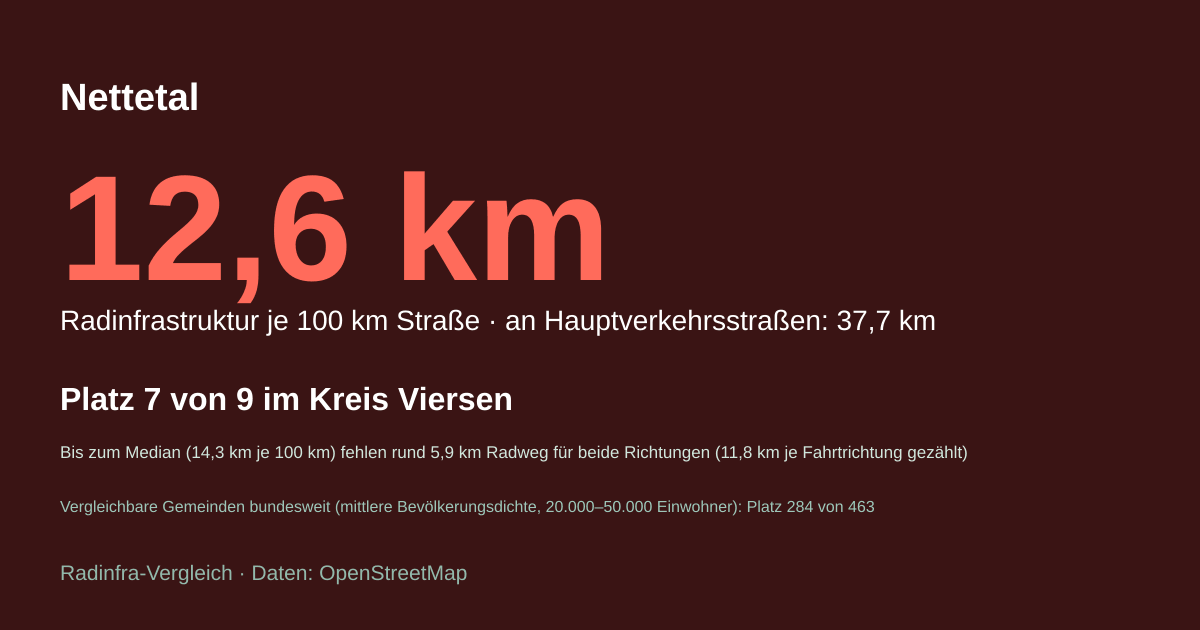 Nettetal
12,6 km
Radinfrastruktur je 100 km Straße · an Hauptverkehrsstraßen: 37,7 km
Platz 7 von 9 im Kreis Viersen
Bis zum Median (14,3 km je 100 km) fehlen rund 5,9 km Radweg für beide Richtungen (11,8 km je Fahrtrichtung gezählt)
Vergleichbare Gemeinden bundesweit (mittlere Bevölkerungsdichte, 20.000–50.000 Einwohner): Platz 284 von 463
Radinfra-Vergleich · Daten: OpenStreetMap